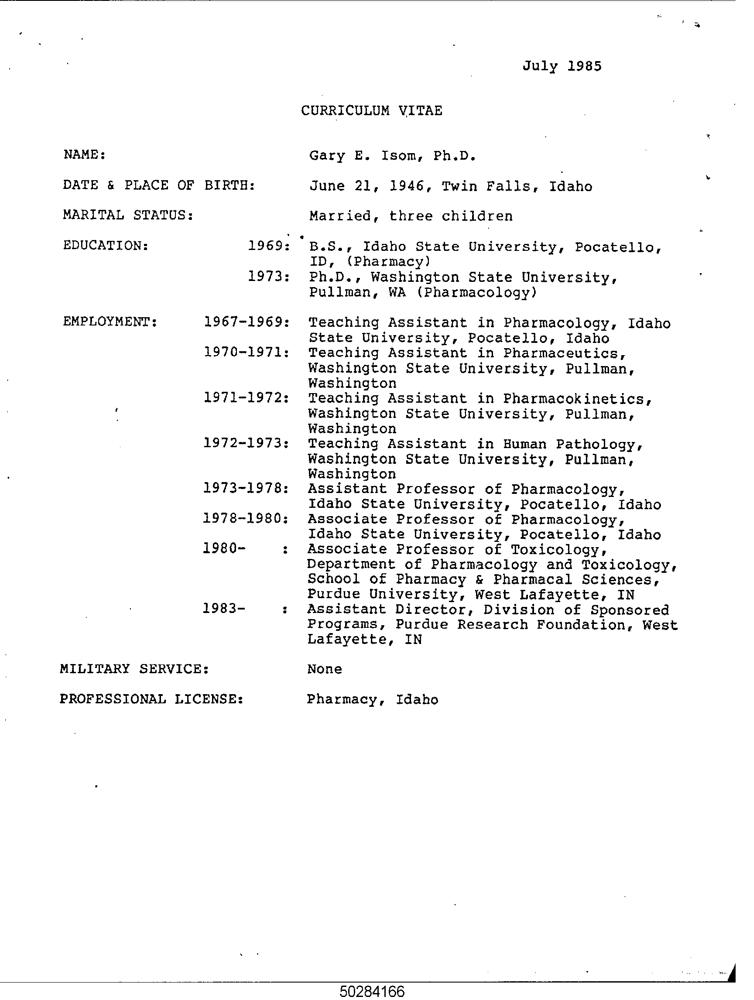 July 1985
CURRICULUM VITAE
NAME: Gary E. Isom, Ph.D.
DATE & PLACE OF BIRTH: June 21, 1946, Twin Falls, Idaho
MARITAL STATUS: Married, three children
EDUCATION: 1969: B.S., Idaho State University, Pocatello,
ID, (Pharmacy)
1973: Ph.D., Washington State University,
Pullman, WA (Pharmacology)
EMPLOYMENT: 1967-1969: Teaching Assistant in Pharmacology, Idaho
State University, Pocatello, Idaho
1970-1971: Teaching Assistant in Pharmaceutics,
Washington State University, Pullman,
Washington
1971-1972: Teaching Assistant in Pharmacokinetics,
Washington State University, Pullman,
Washington
1972-1973: Teaching Assistant in Human Pathology,
Washington State University, Pullman,
Washington
1973-1978: Assistant Professor of Pharmacology,
Idaho State University, Pocatello, Idaho
1978-1980: Associate Professor of Pharmacology,
Idaho State University, Pocatello, Idaho
1980- : Associate Professor of Toxicology,
Department of Pharmacology and Toxicology,
School of Pharmacy & Pharmacal Sciences,
Purdue University, West Lafayette, IN
1983- : Assistant Director, Division of Sponsored
Programs, Purdue Research Foundation, West
Lafayette, IN
MILITARY SERVICE: None
PROFESSIONAL LICENSE: Pharmacy, Idaho
50284166